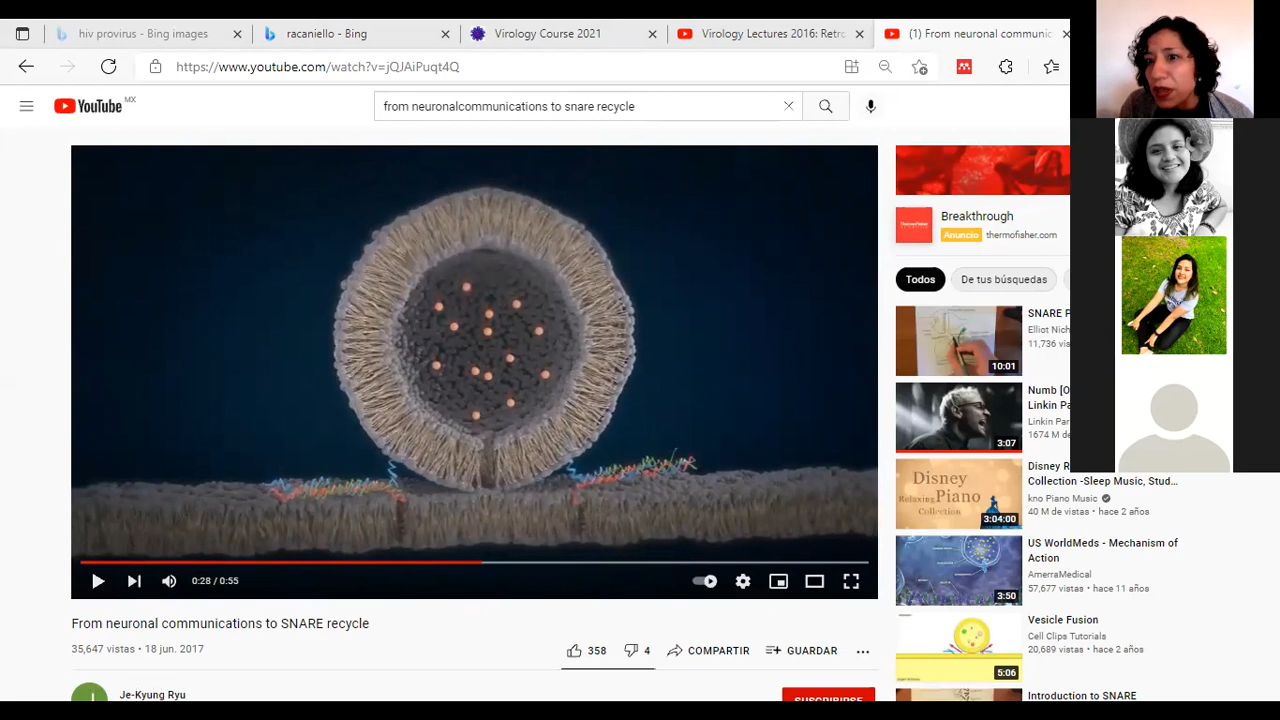 hiv provirus - Bing images
racaniello - Bing
Virology Course 2021
Virology Lectures 2016: Retro
(1) From neuronal communic
https://www.youtube.com/watch?v=jQJAiPuqt4Q
YouTube MX
from neuronalcommunications to snare recycle
Breakthrough
Anuncio thermofisher.com
Todos
De tus búsquedas
SNARE P
Elliot Nich
11,736 vis
10:01
Numb [O
Linkin Pa
Linkin Par
1674 M de
3:07
Disney R
Collection -Sleep Music, Stud...
kno Piano Music
40 M de vistas • hace 2 años
Disney
Relaxing Piano
Collection
3:04:00
US WorldMeds - Mechanism of
Action
AmerraMedical
57,677 vistas • hace 11 años
3:50
Vesicle Fusion
Cell Clips Tutorials
20,689 vistas • hace 2 años
5:06
Introduction to SNARE
0:28 / 0:55
From neuronal communications to SNARE recycle
35,647 vistas • 18 jun. 2017
358
4
COMPARTIR
GUARDAR
...
J
Je-Kyung Ryu
SUSCRIBIRSE